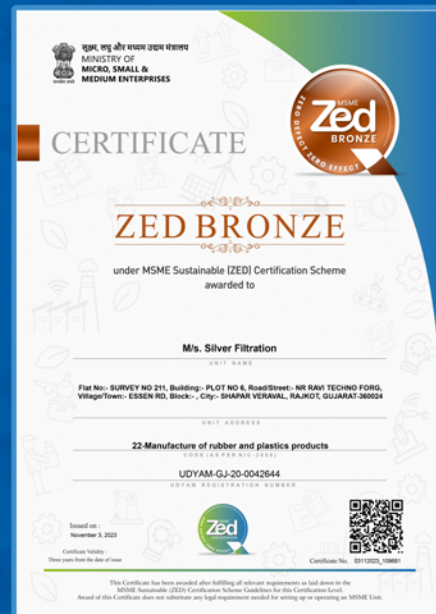 सूक्ष्म, लघु और मध्यम उद्यम मंत्रालय
MINISTRY OF
MICRO, SMALL &
MEDIUM ENTERPRISES
MSME
Zed
BRONZE
ZERO DEFECT ZERO EFFECT
CERTIFICATE
ZED BRONZE
under MSME Sustainable (ZED) Certification Scheme
awarded to
M/s. Silver Filtration
UNIT NAME
Flat No:- SURVEY NO 211, Building:- PLOT NO 6, Road/Street:- NR RAVI TECHNO FORG,
Village/Town:- ESSEN RD, Block:- , City:- SHAPAR VERAVAL, RAJKOT, GUJARAT-360024
UNIT ADDRESS
22-Manufacture of rubber and plastics products
CODE (AS PER NIC-2008)
UDYAM-GJ-20-0042644
UDYAM REGISTRATION NUMBER
Issued on :
November 3, 2023
Certificate Validity :
Three years from the date of issue
Zed
Certificate No. 03112023_109681
This Certificate has been awarded after fulfilling all relevant requirements as laid down in the
MSME Sustainable (ZED) Certification Scheme Guidelines for this Certification Level.
Award of this Certificate does not substitute any legal requirement needed for setting up or operating an MSME Unit.